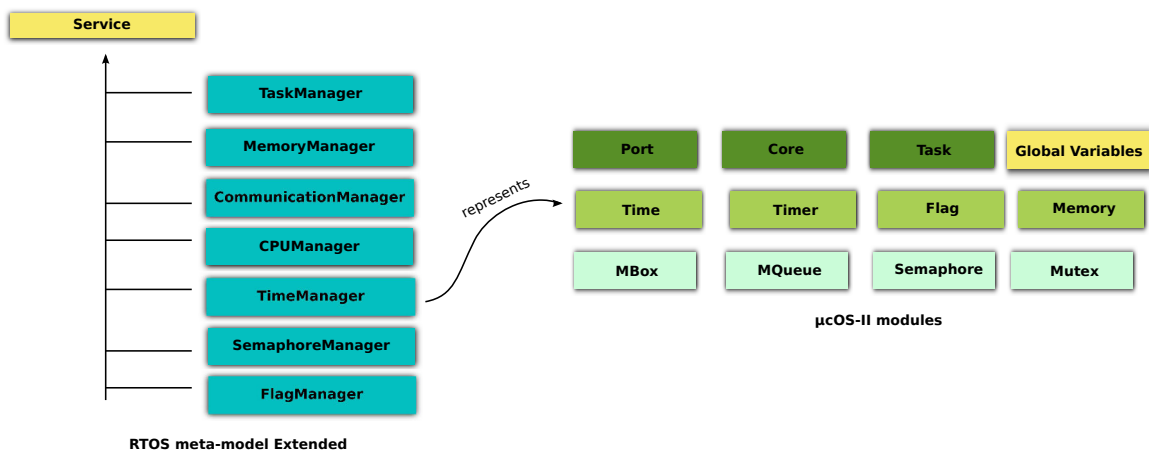 Service
TaskManager
MemoryManager
CommunicationManager
CPUManager
TimeManager
SemaphoreManager
FlagManager
RTOS meta-model Extended
represents
Port
Core
Task
Global Variables
Time
Timer
Flag
Memory
MBox
MQueue
Semaphore
Mutex
µcOS-II modules